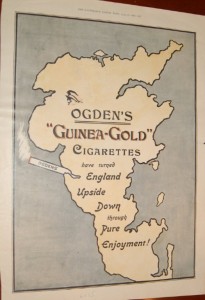 OGDEN'S
"GUINEA-GOLD"
CIGARETTES
have turned
England
Upside
Down
through
Pure
Enjoyment!